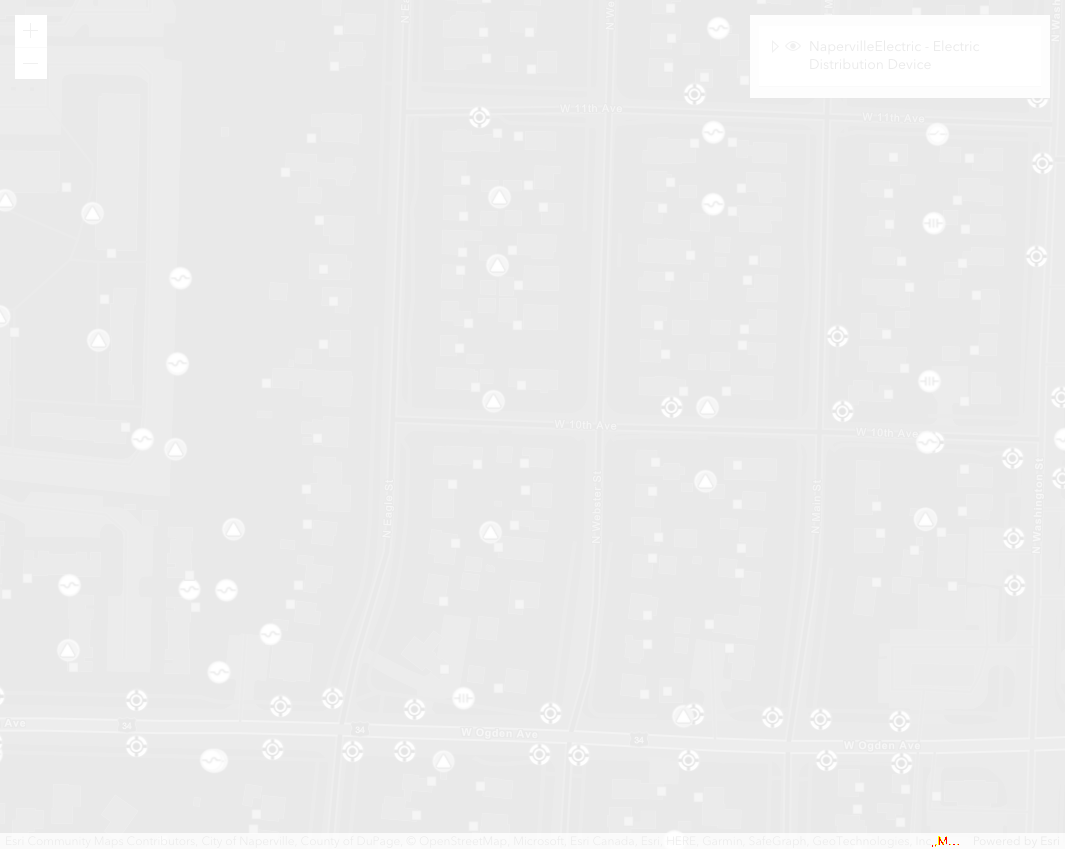 NapervilleElectric - Electric
Distribution Device
W 11th Ave
W 11th Ave
W 10th Ave
W 10th Ave
N Eagle St
N Webster St
N Main St
N Washington St
Ave
34
34
34
W Ogden Ave
W Ogden Ave
Esri Community Maps Contributors, City of Naperville, County of DuPage, © OpenStreetMap, Microsoft, Esri Canada, Esri, HERE, Garmin, SafeGraph, GeoTechnologies, In M... Powered by Esri